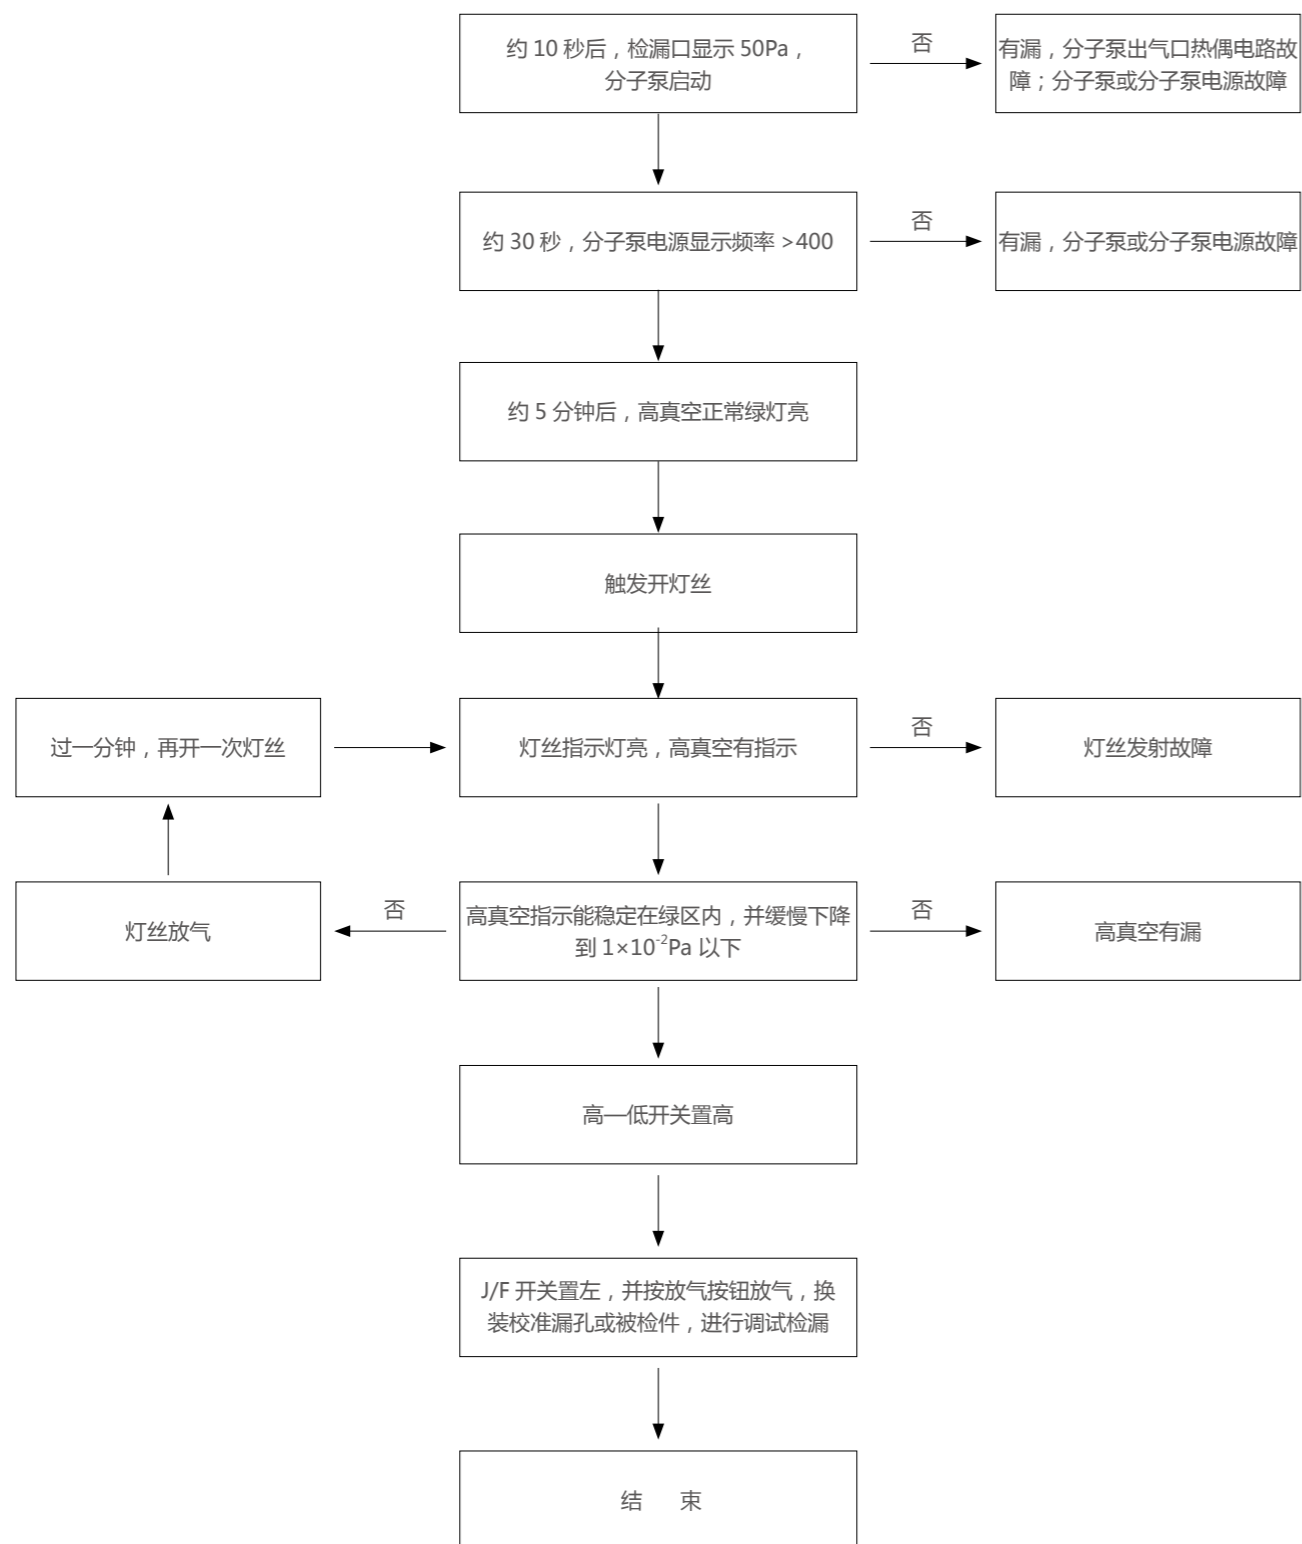 约 10 秒后，检漏口显示 50Pa，
分子泵启动
否
有漏，分子泵出气口热偶电路故
障；分子泵或分子泵电源故障
约 30 秒，分子泵电源显示频率 >400
否
有漏，分子泵或分子泵电源故障
约 5 分钟后，高真空正常绿灯亮
触发开灯丝
过一分钟，再开一次灯丝
灯丝指示灯亮，高真空有指示
否
灯丝发射故障
灯丝放气
否
高真空指示能稳定在绿区内，并缓慢下降
到 1×10⁻²Pa 以下
否
高真空有漏
高—低开关置高
J/F 开关置左，并按放气按钮放气，换
装校准漏孔或被检件，进行调试检漏
结 束